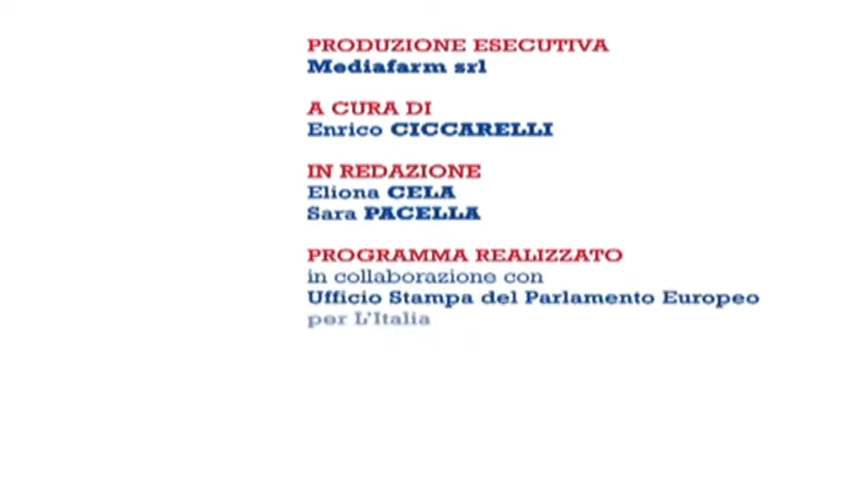 PRODUZIONE ESECUTIVA
Mediafarm srl
A CURA DI
Enrico CICCARELLI
IN REDAZIONE
Eliona CELA
Sara PACELLA
PROGRAMMA REALIZZATO
in collaborazione con
Ufficio Stampa del Parlamento Europeo
per L'Italia